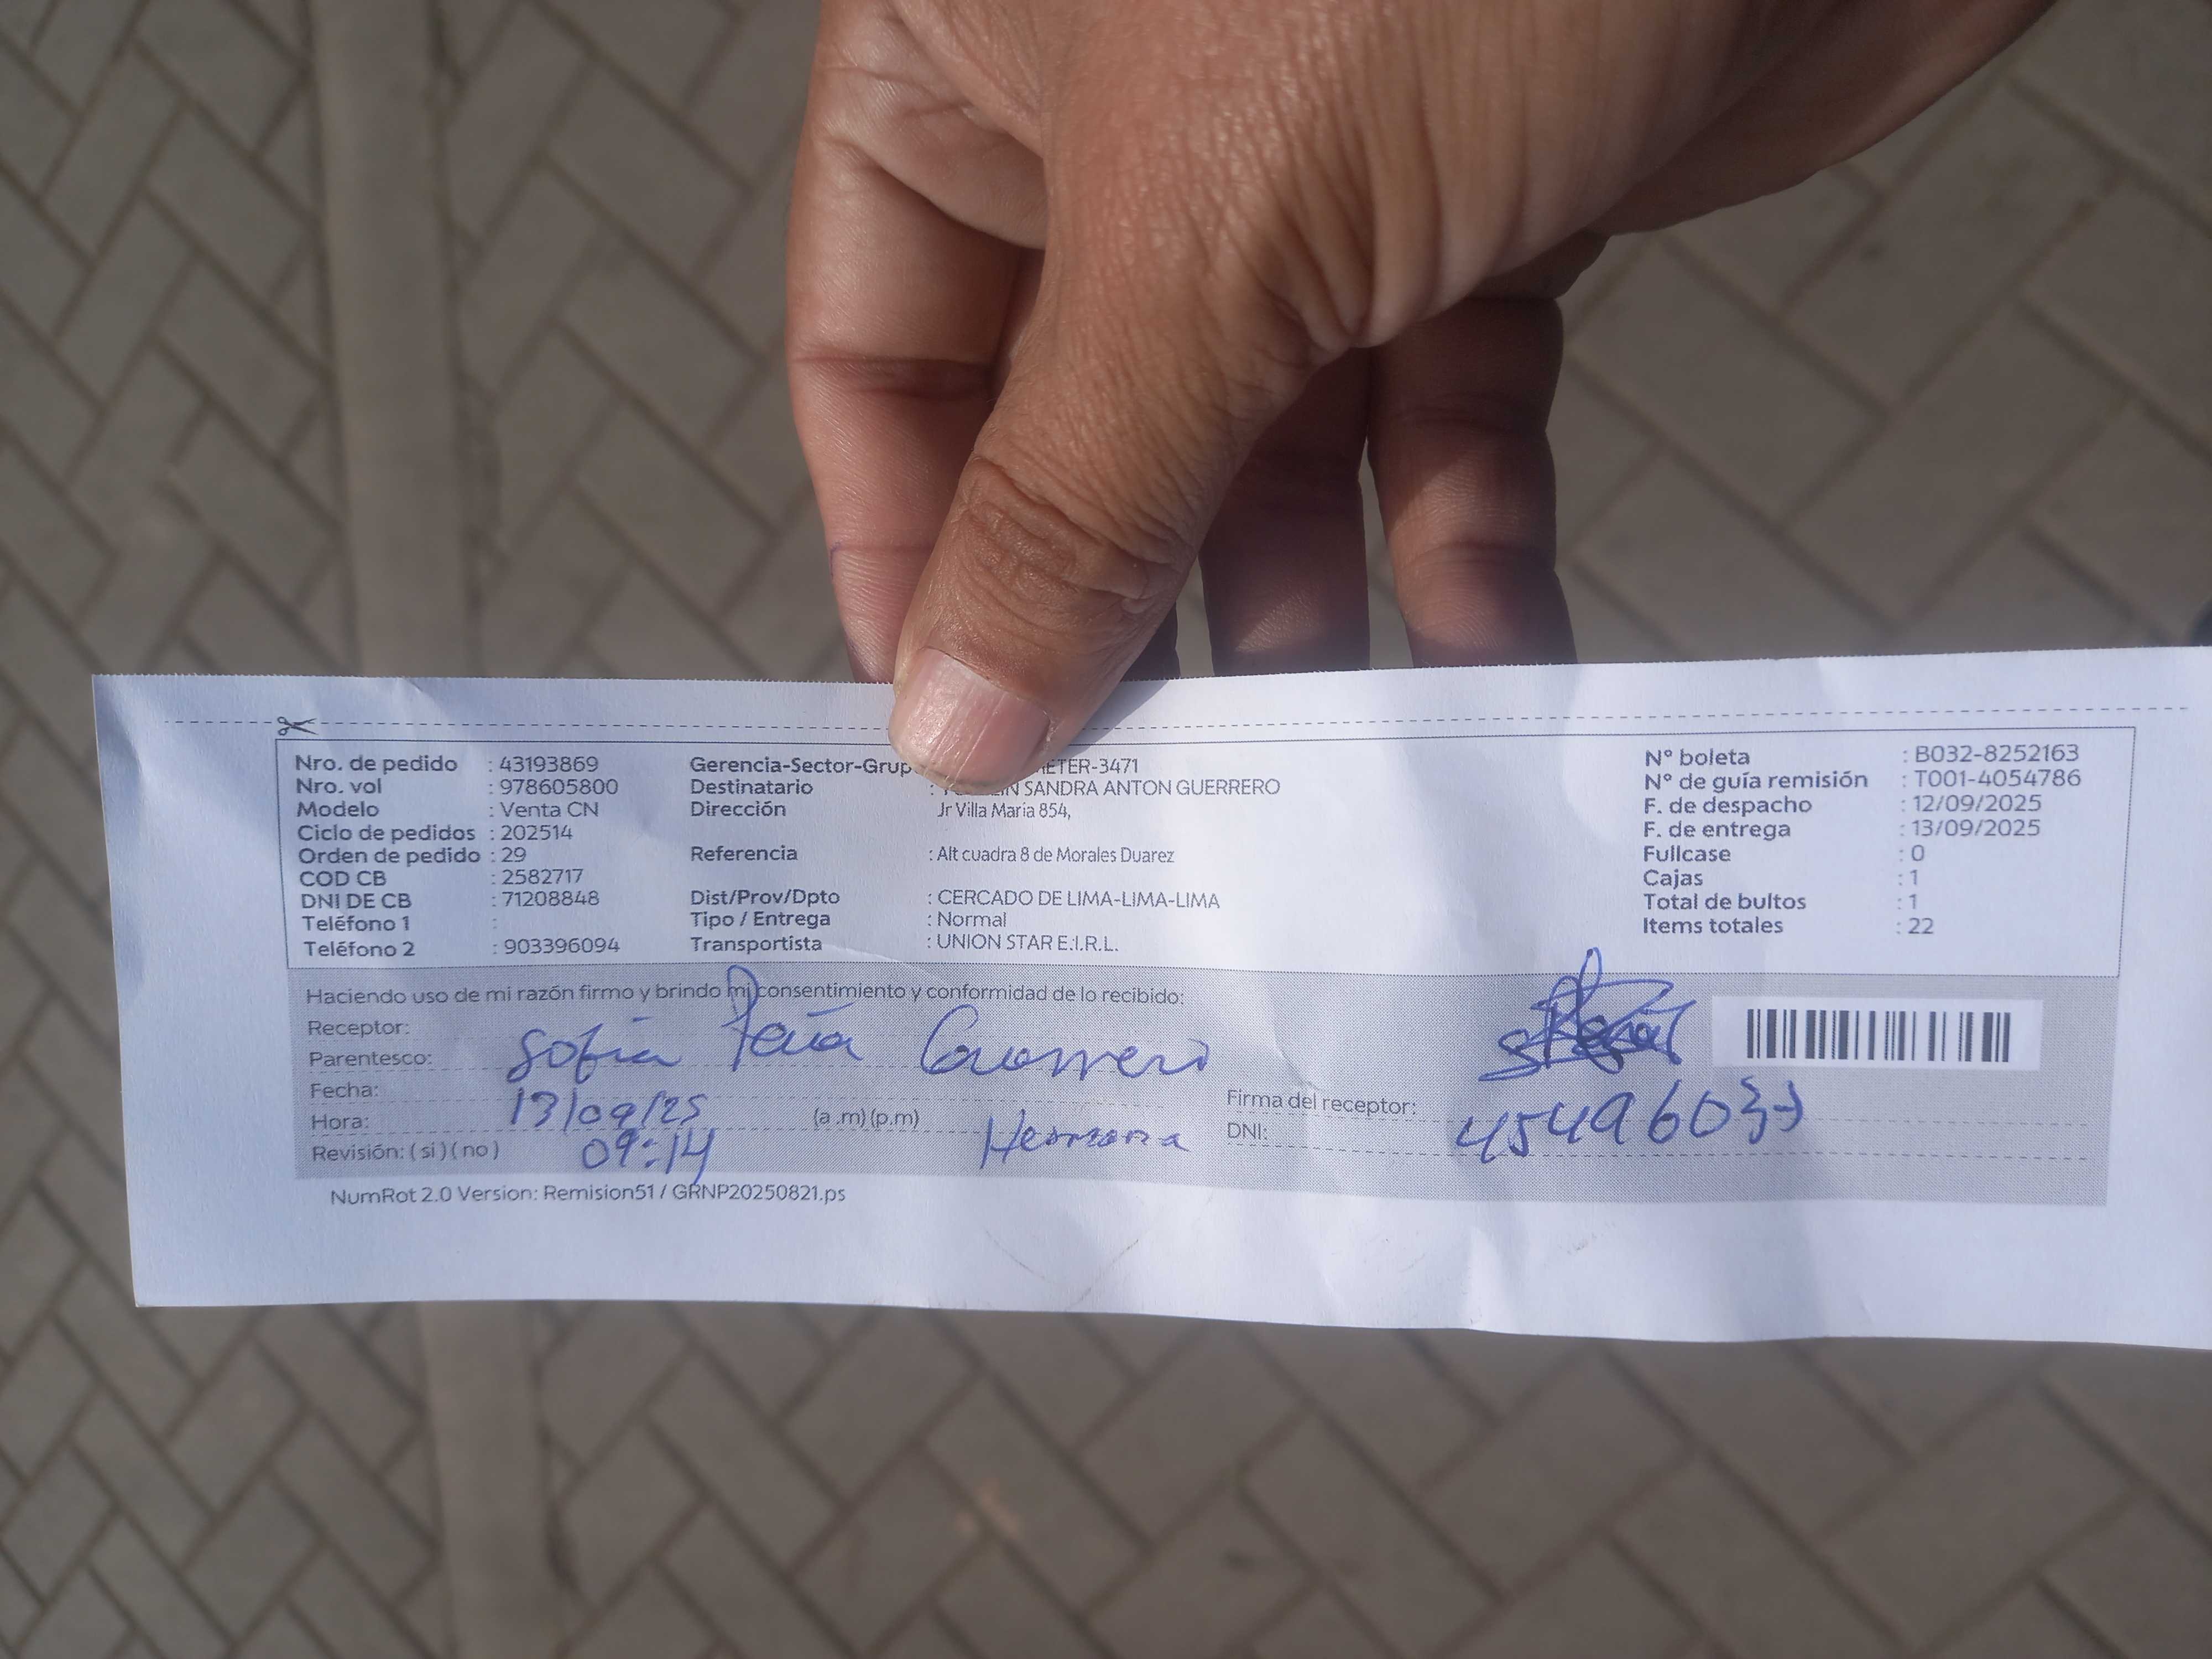 Nro. de pedido : 43193869
Nro. vol : 978605800
Modelo : Venta CN
Ciclo de pedidos : 202514
Orden de pedido : 29
COD CB : 2582717
DNI DE CB : 71208848
Teléfono 1 :
Teléfono 2 : 903396094
Gerencia-Sector-Grup -3471
Destinatario : SANDRA ANTON GUERRERO
Dirección Jr Villa Maria 854,
Referencia : Alt cuadra 8 de Morales Duarez
Dist/Prov/Dpto : CERCADO DE LIMA-LIMA-LIMA
Tipo / Entrega : Normal
Transportista : UNION STAR E.I.R.L.
N° boleta : B032-8252163
N° de guía remisión : T001-4054786
F. de despacho : 12/09/2025
F. de entrega : 13/09/2025
Fullcase : 0
Cajas : 1
Total de bultos : 1
Items totales : 22
Haciendo uso de mi razón firmo y brindo mi consentimiento y conformidad de lo recibido:
Receptor:
Parentesco: Sofia Peña Guerrero
Fecha: 13/09/25
Hora: 09:14 (a.m) (p.m) Hermana
Revisión: ( si ) ( no )
Firma del receptor:
DNI:
NumRot 2.0 Version: Remision51 / GRNP20250821.ps